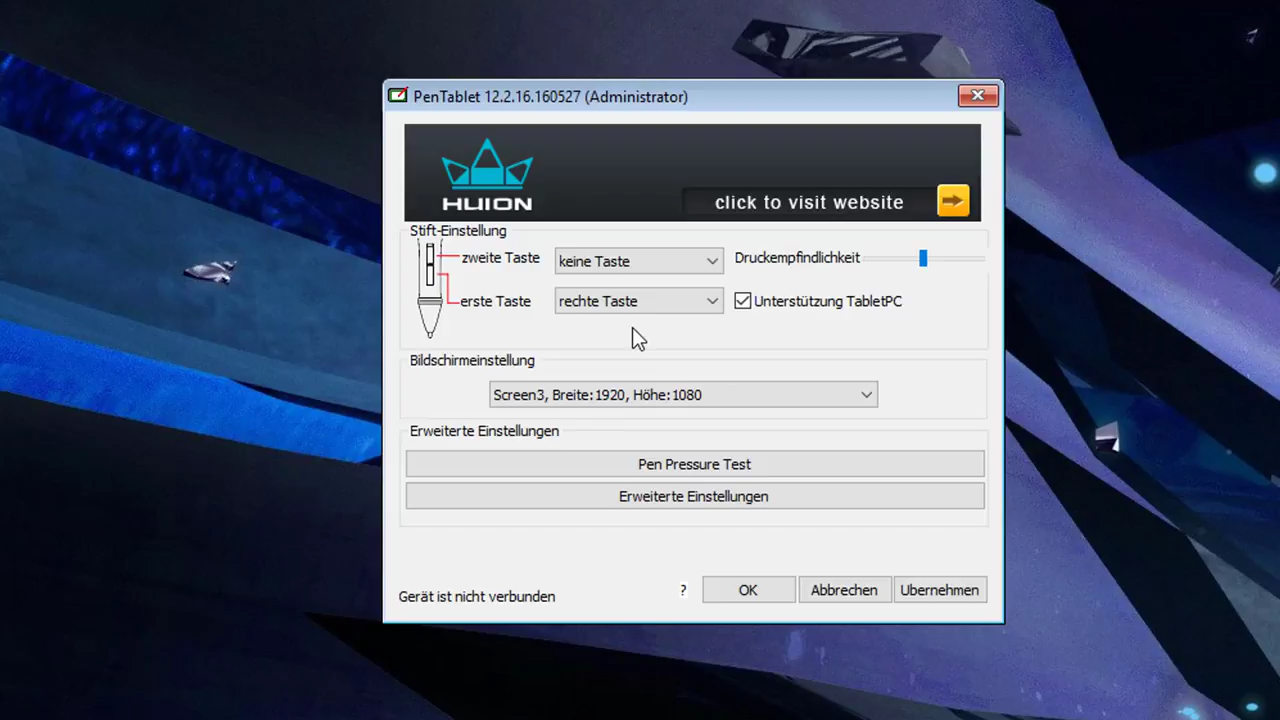 PenTablet 12.2.16.160527 (Administrator)
HUION
click to visit website
Stift-Einstellung
zweite Taste
keine Taste
Druckempfindlichkeit
erste Taste
rechte Taste
Unterstützung TabletPC
Bildschirmeinstellung
Screen3, Breite:1920, Höhe:1080
Erweiterte Einstellungen
Pen Pressure Test
Erweiterte Einstellungen
Gerät ist nicht verbunden
?
OK
Abbrechen
Ubernehmen